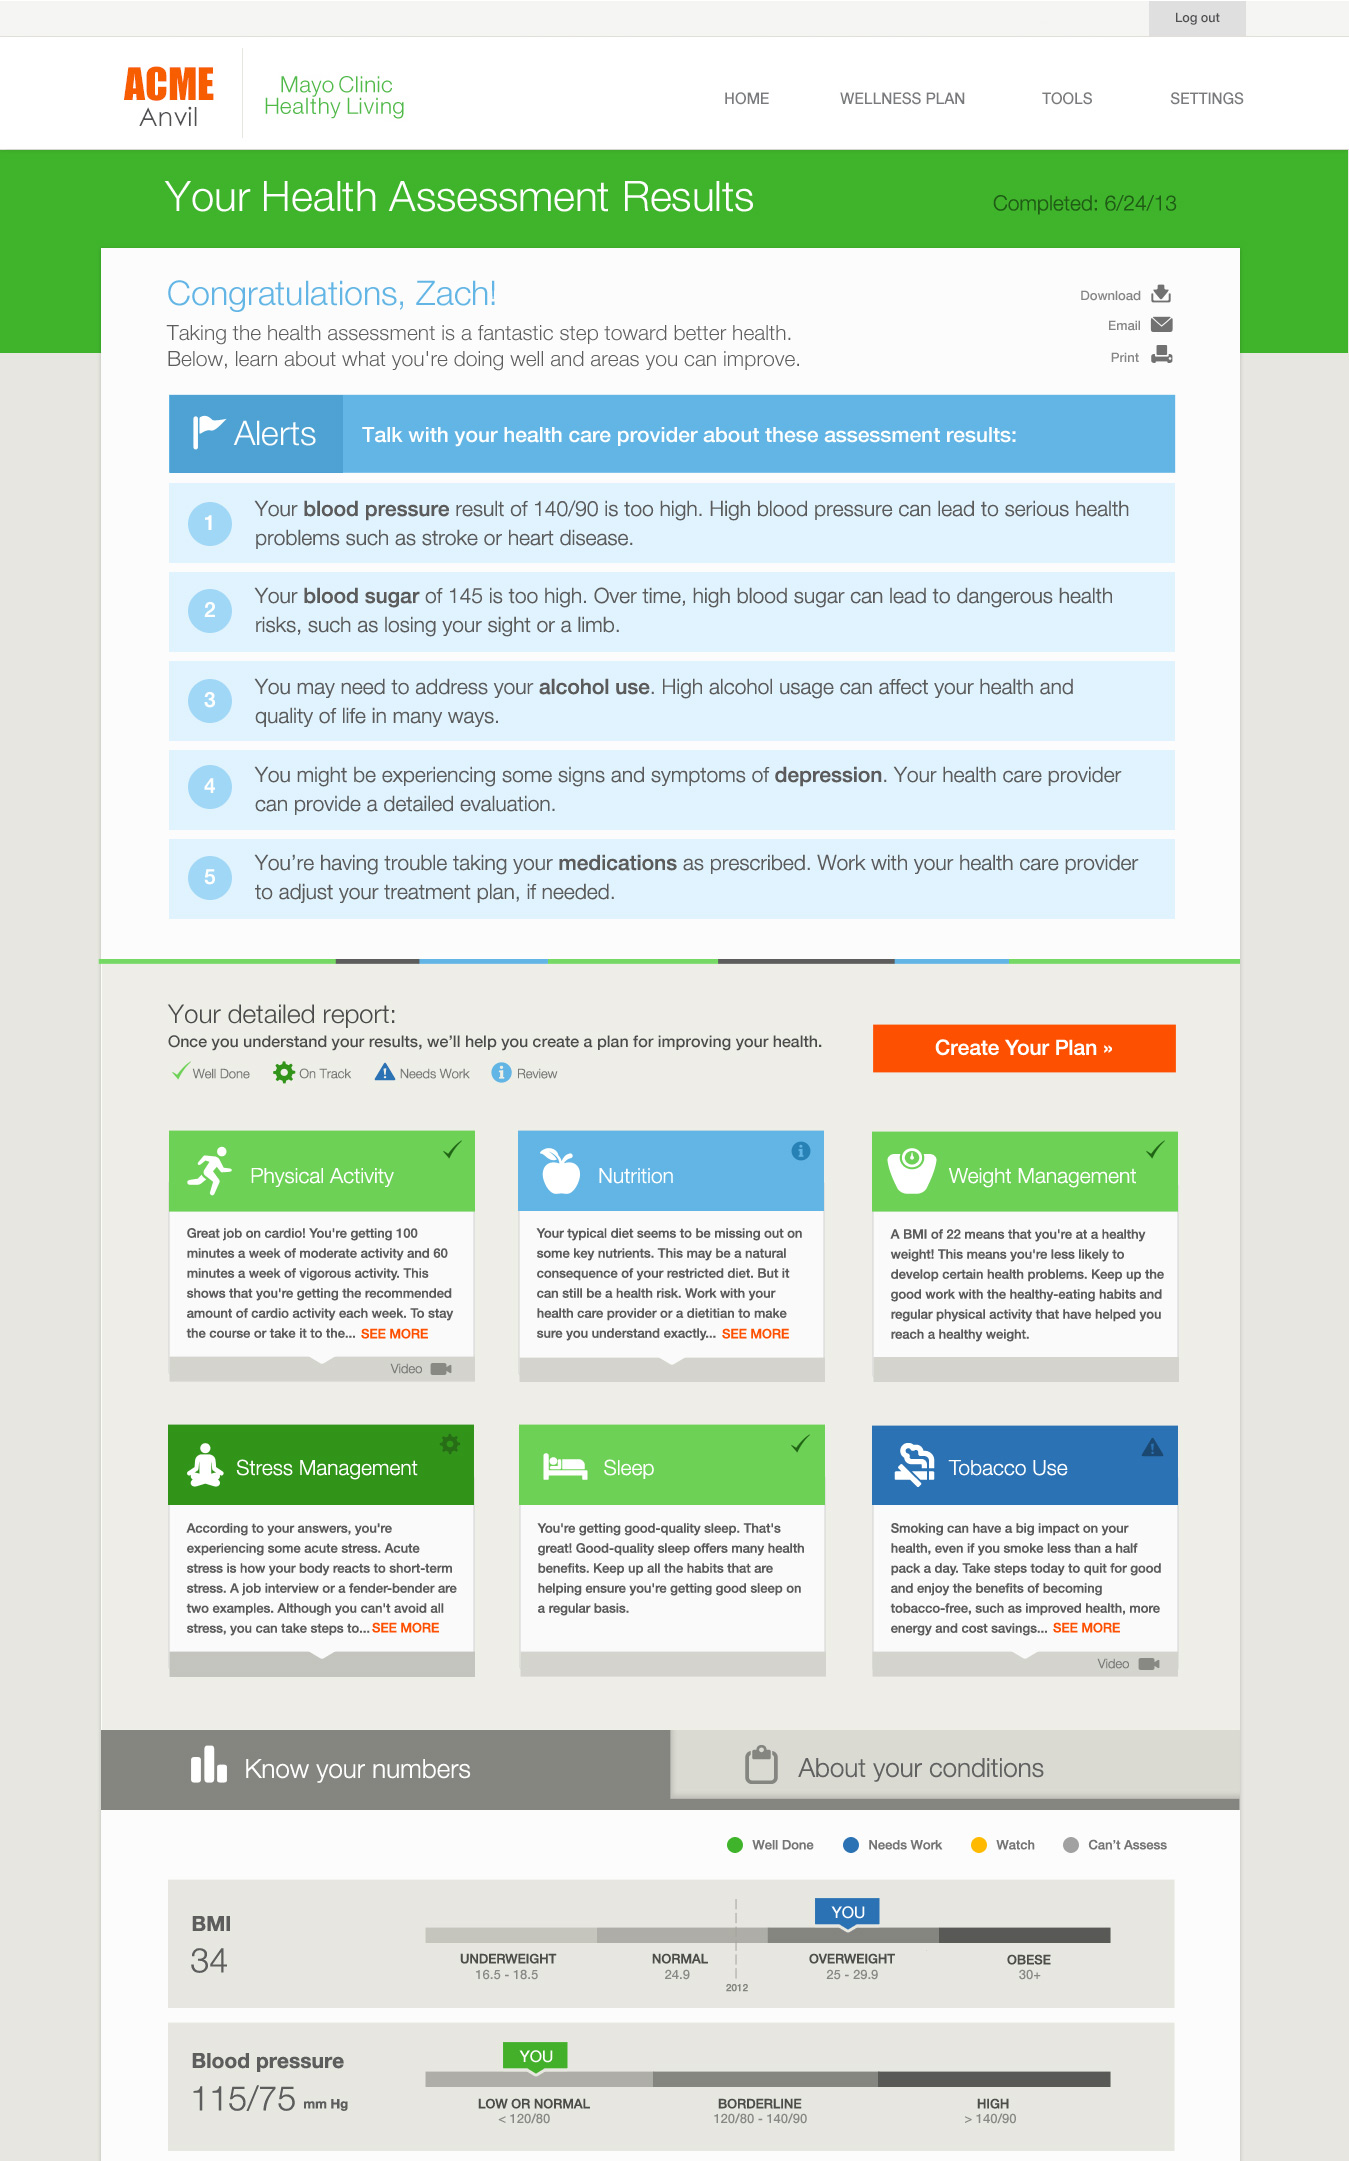 Log out
ACME
Anvil
Mayo Clinic
Healthy Living
HOME WELLNESS PLAN TOOLS SETTINGS
Your Health Assessment Results
Completed: 6/24/13
Congratulations, Zach!
Taking the health assessment is a fantastic step toward better health.
Below, learn about what you're doing well and areas you can improve.
Download
Email
Print
Alerts
Talk with your health care provider about these assessment results:
1
Your blood pressure result of 140/90 is too high. High blood pressure can lead to serious health
problems such as stroke or heart disease.
2
Your blood sugar of 145 is too high. Over time, high blood sugar can lead to dangerous health
risks, such as losing your sight or a limb.
3
You may need to address your alcohol use. High alcohol usage can affect your health and
quality of life in many ways.
4
You might be experiencing some signs and symptoms of depression. Your health care provider
can provide a detailed evaluation.
5
You’re having trouble taking your medications as prescribed. Work with your health care provider
to adjust your treatment plan, if needed.
Your detailed report:
Once you understand your results, we’ll help you create a plan for improving your health.
Well Done On Track Needs Work Review
Create Your Plan »
Physical Activity
Great job on cardio! You're getting 100
minutes a week of moderate activity and 60
minutes a week of vigorous activity. This
shows that you're getting the recommended
amount of cardio activity each week. To stay
the course or take it to the... SEE MORE
Video
Nutrition
Your typical diet seems to be missing out on
some key nutrients. This may be a natural
consequence of your restricted diet. But it
can still be a health risk. Work with your
health care provider or a dietitian to make
sure you understand exactly... SEE MORE
Weight Management
A BMI of 22 means that you're at a healthy
weight! This means you're less likely to
develop certain health problems. Keep up the
good work with the healthy-eating habits and
regular physical activity that have helped you
reach a healthy weight.
Stress Management
According to your answers, you're
experiencing some acute stress. Acute
stress is how your body reacts to short-term
stress. A job interview or a fender-bender are
two examples. Although you can't avoid all
stress, you can take steps to... SEE MORE
Sleep
You're getting good-quality sleep. That's
great! Good-quality sleep offers many health
benefits. Keep up all the habits that are
helping ensure you're getting good sleep on
a regular basis.
Tobacco Use
Smoking can have a big impact on your
health, even if you smoke less than a half
pack a day. Take steps today to quit for good
and enjoy the benefits of becoming
tobacco-free, such as improved health, more
energy and cost savings... SEE MORE
Video
Know your numbers
About your conditions
Well Done Needs Work Watch Can't Assess
BMI
34
YOU
UNDERWEIGHT NORMAL OVERWEIGHT OBESE
16.5 - 18.5 24.9 25 - 29.9 30+
2012
Blood pressure
115/75 mm Hg
YOU
LOW OR NORMAL BORDERLINE HIGH
< 120/80 120/80 - 140/90 > 140/90